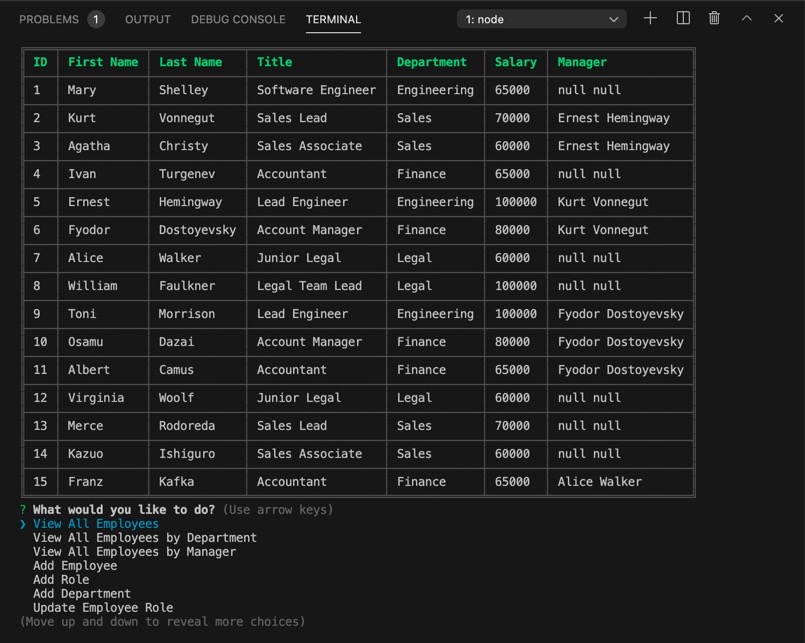 PROBLEMS 1 OUTPUT DEBUG CONSOLE TERMINAL 1: node
ID First Name Last Name Title Department Salary Manager
1 Mary Shelley Software Engineer Engineering 65000 null null
2 Kurt Vonnegut Sales Lead Sales 70000 Ernest Hemingway
3 Agatha Christy Sales Associate Sales 60000 Ernest Hemingway
4 Ivan Turgenev Accountant Finance 65000 null null
5 Ernest Hemingway Lead Engineer Engineering 100000 Kurt Vonnegut
6 Fyodor Dostoyevsky Account Manager Finance 80000 Kurt Vonnegut
7 Alice Walker Junior Legal Legal 60000 null null
8 William Faulkner Legal Team Lead Legal 100000 null null
9 Toni Morrison Lead Engineer Engineering 100000 Fyodor Dostoyevsky
10 Osamu Dazai Account Manager Finance 80000 Fyodor Dostoyevsky
11 Albert Camus Accountant Finance 65000 Fyodor Dostoyevsky
12 Virginia Woolf Junior Legal Legal 60000 null null
13 Merce Rodoreda Sales Lead Sales 70000 null null
14 Kazuo Ishiguro Sales Associate Sales 60000 null null
15 Franz Kafka Accountant Finance 65000 Alice Walker
? What would you like to do? (Use arrow keys)
❯ View All Employees
View All Employees by Department
View All Employees by Manager
Add Employee
Add Role
Add Department
Update Employee Role
(Move up and down to reveal more choices)